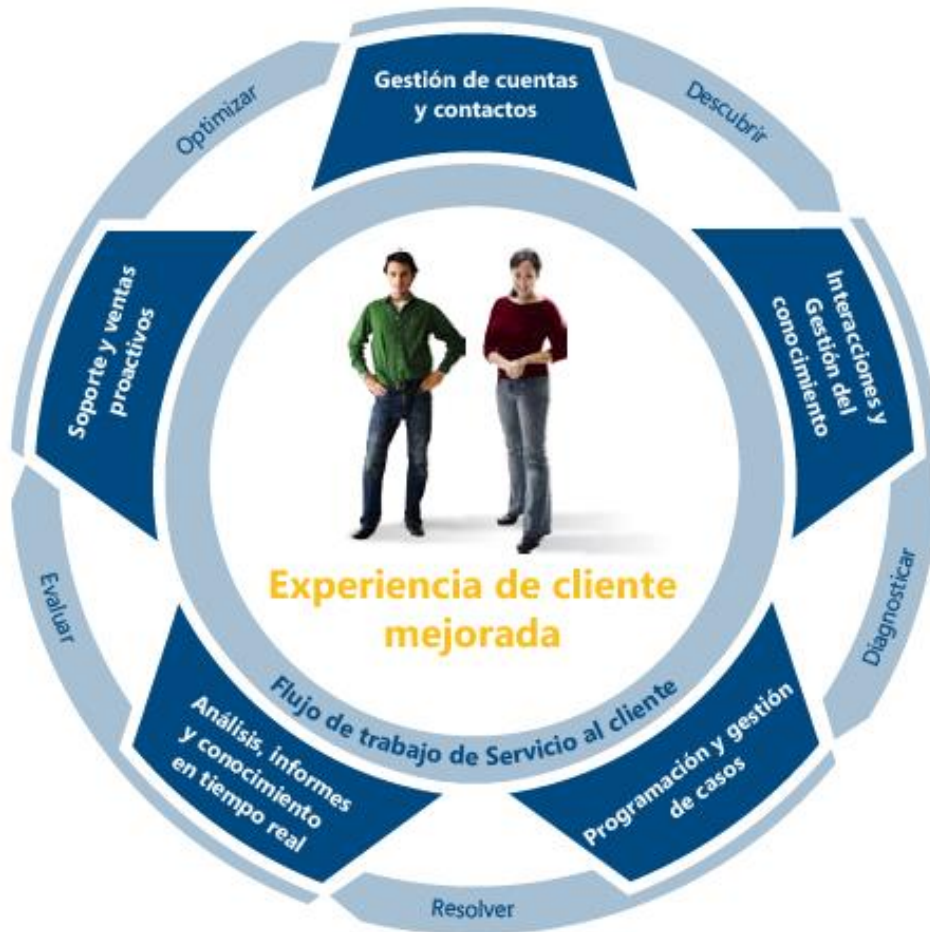 Gestión de cuentas
y contactos
Descubrir
Interacciones y
Gestión del
conocimiento
Diagnosticar
Programación y gestión
de casos
Resolver
Análisis, informes
y conocimiento
en tiempo real
Evaluar
Soporte y ventas
proactivos
Optimizar
Experiencia de cliente
mejorada
Flujo de trabajo de Servicio al cliente